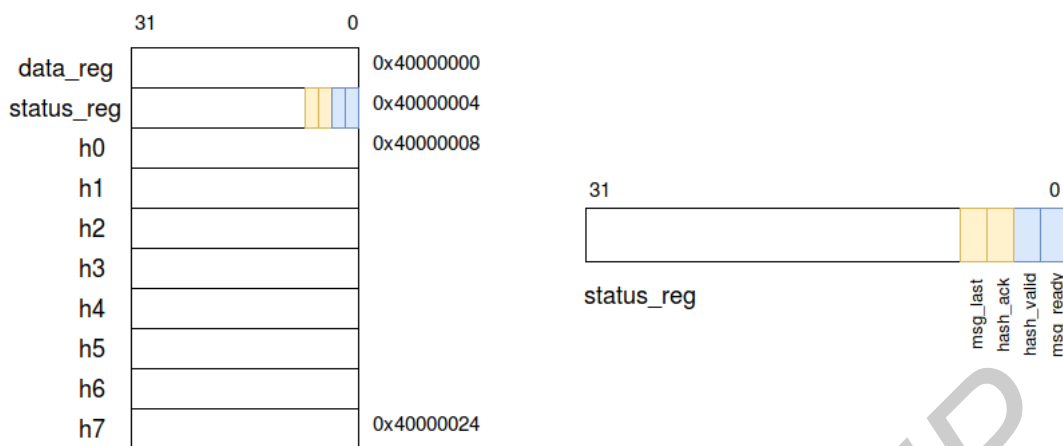 31 0
data_reg 0x40000000
status_reg 0x40000004
h0 0x40000008
h1
h2
h3
h4
h5
h6
h7 0x40000024
31 0
status_reg
msg_last
hash_ack
hash_valid
msg_ready